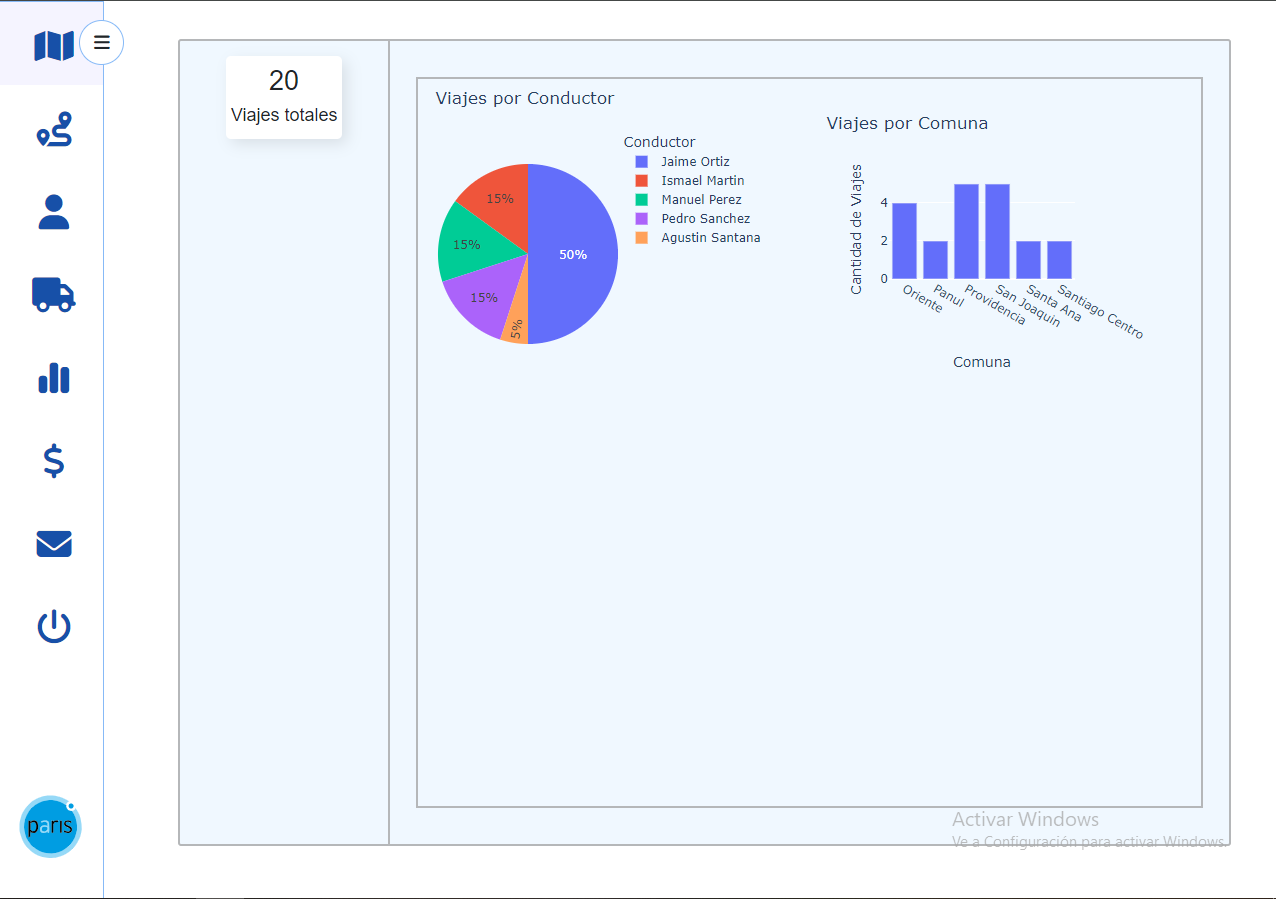 20
Viajes totales
Viajes por Conductor
Conductor
Jaime Ortiz
Ismael Martin
Manuel Perez
Pedro Sanchez
Agustin Santana
15%
15%
15%
5%
50%
Viajes por Comuna
Cantidad de Viajes
4
2
0
Oriente
Panul
Providencia
San Joaquin
Santa Ana
Santiago Centro
Comuna
paris
Activar Windows
Ve a Configuración para activar Windows.